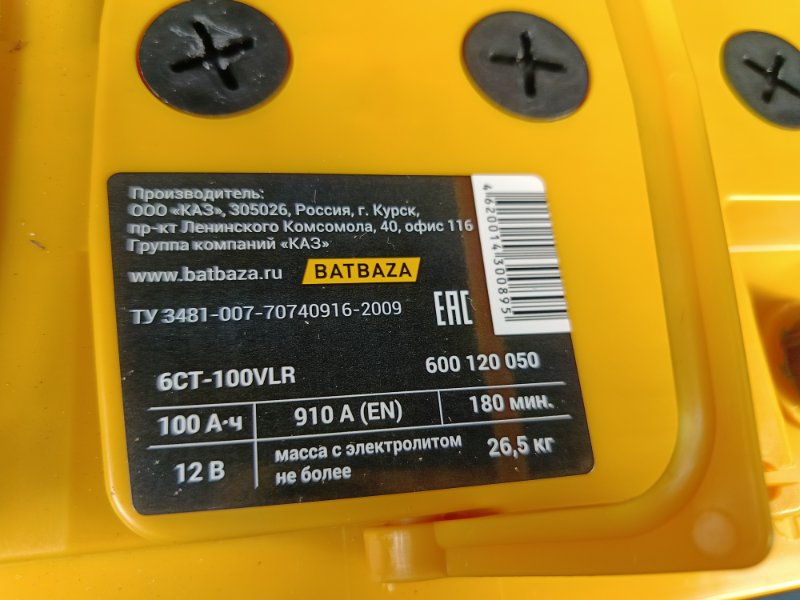 Производитель:
ООО «КАЗ», 305026, Россия, г. Курск,
пр-кт Ленинского Комсомола, 40, офис 116
Группа компаний «КАЗ»
www.batbaza.ru BATBAZA
ТУ 3481-007-70740916-2009 EAC
4620014300895
6СТ-100VLR 600 120 050
100 А·ч 910 А (EN) 180 мин.
12 В масса с электролитом не более 26,5 кг